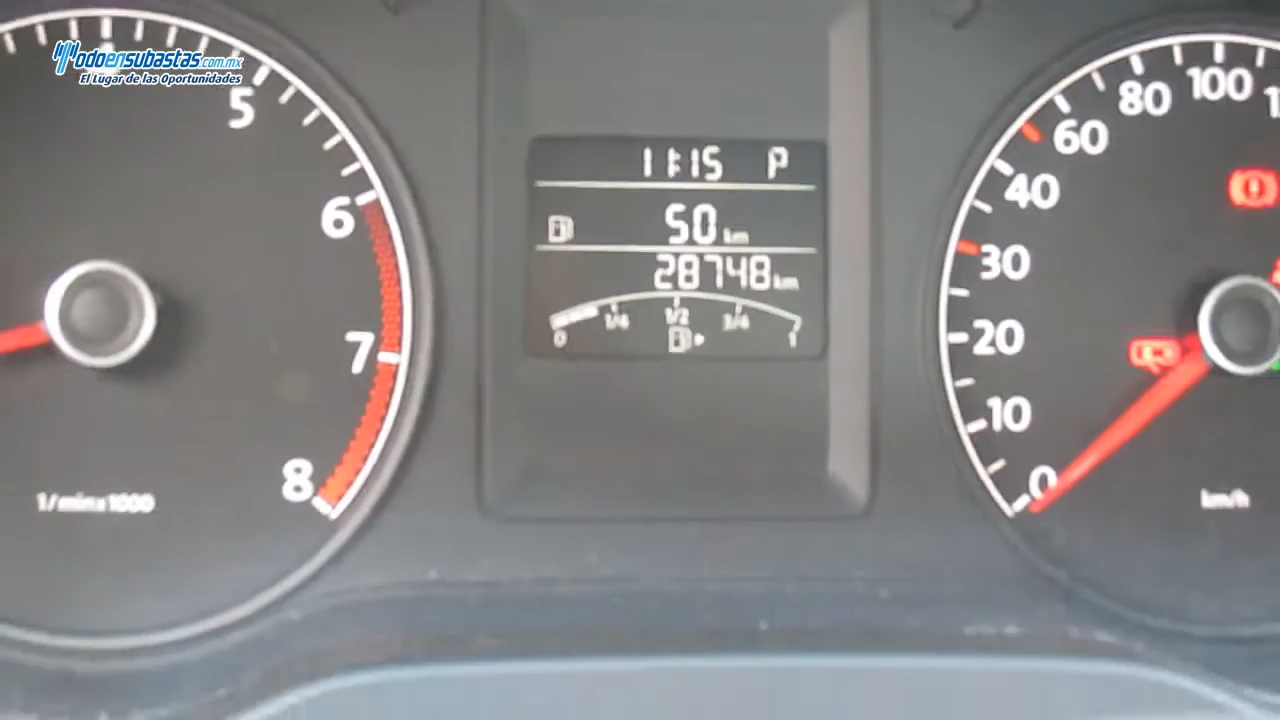 Todoensubastas.com.mx
El Lugar de las Oportunidades
5
6
7
8
1/min x 1000
11:15 P
50 km
28748 km
0 1/4 1/2 3/4 1
100
80
60
40
30
20
10
0
km/h